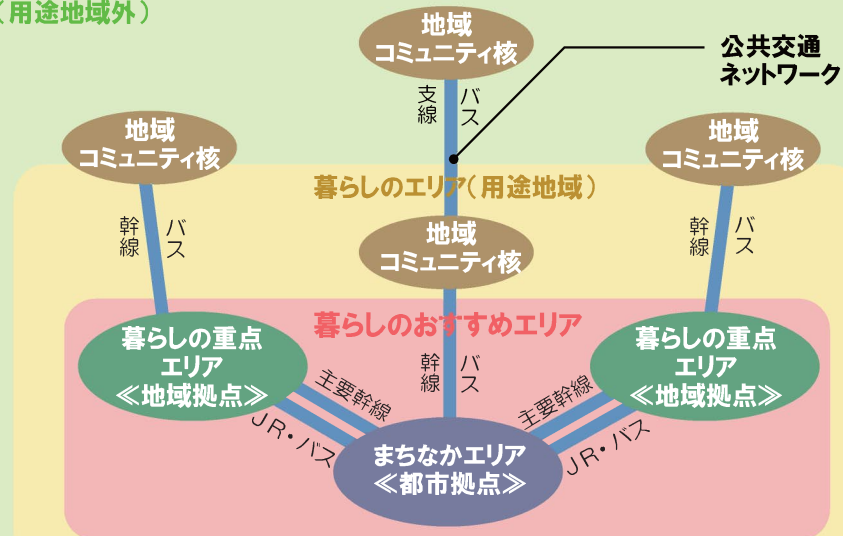 (用途地域外)
地域
コミュニティ核
公共交通
ネットワーク
支線
バス
地域
コミュニティ核
地域
コミュニティ核
暮らしのエリア(用途地域)
幹線
バス
地域
コミュニティ核
幹線
バス
暮らしのおすすめエリア
暮らしの重点
エリア
≪地域拠点≫
幹線
バス
暮らしの重点
エリア
≪地域拠点≫
主要幹線
JR・バス
主要幹線
JR・バス
まちなかエリア
≪都市拠点≫